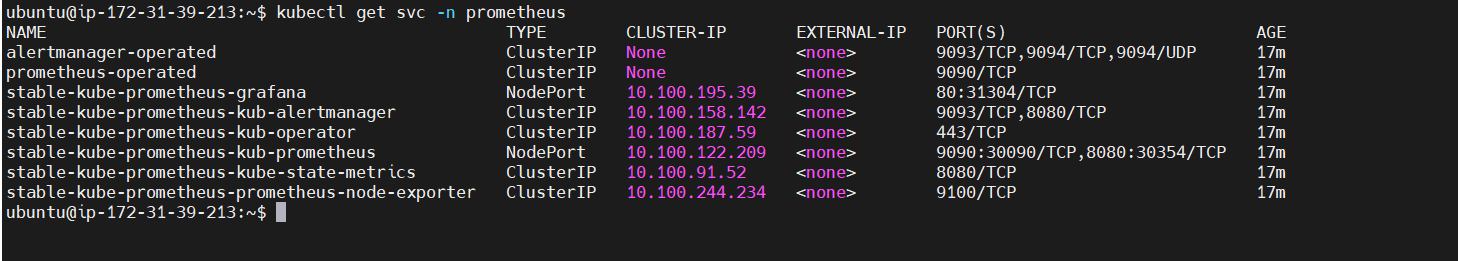 ubuntu@ip-172-31-39-213:~$ kubectl get svc -n prometheus
NAME TYPE CLUSTER-IP EXTERNAL-IP PORT(S) AGE
alertmanager-operated ClusterIP None <none> 9093/TCP,9094/TCP,9094/UDP 17m
prometheus-operated ClusterIP None <none> 9090/TCP 17m
stable-kube-prometheus-grafana NodePort 10.100.195.39 <none> 80:31304/TCP 17m
stable-kube-prometheus-kub-alertmanager ClusterIP 10.100.158.142 <none> 9093/TCP,8080/TCP 17m
stable-kube-prometheus-kub-operator ClusterIP 10.100.187.59 <none> 443/TCP 17m
stable-kube-prometheus-kub-prometheus NodePort 10.100.122.209 <none> 9090:30090/TCP,8080:30354/TCP 17m
stable-kube-prometheus-kube-state-metrics ClusterIP 10.100.91.52 <none> 8080/TCP 17m
stable-kube-prometheus-prometheus-node-exporter ClusterIP 10.100.244.234 <none> 9100/TCP 17m
ubuntu@ip-172-31-39-213:~$